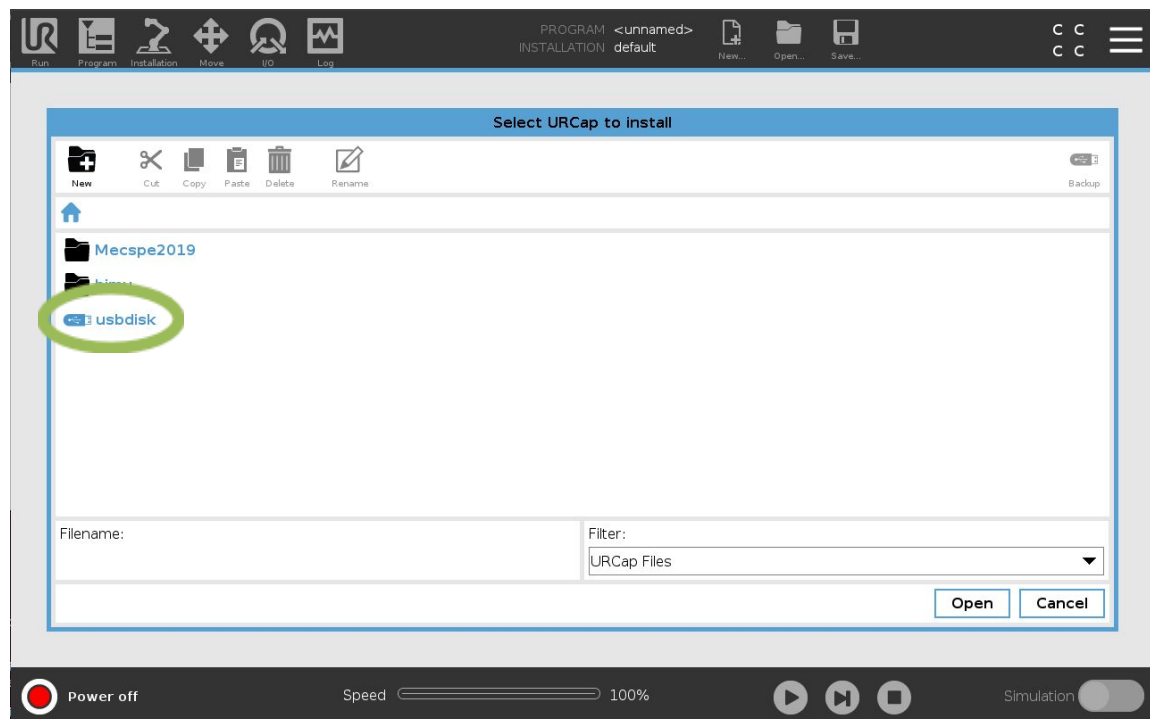 UR
PROGRAM <unnamed>
INSTALLATION default
C C
C C
Run Program Installation Move I/O Log New... Open... Save...
Select URCap to install
New Cut Copy Paste Delete Rename Backup
Mecspe2019
usbdisk
Filename:
Filter:
URCap Files
Open Cancel
Power off Speed 100% Simulation